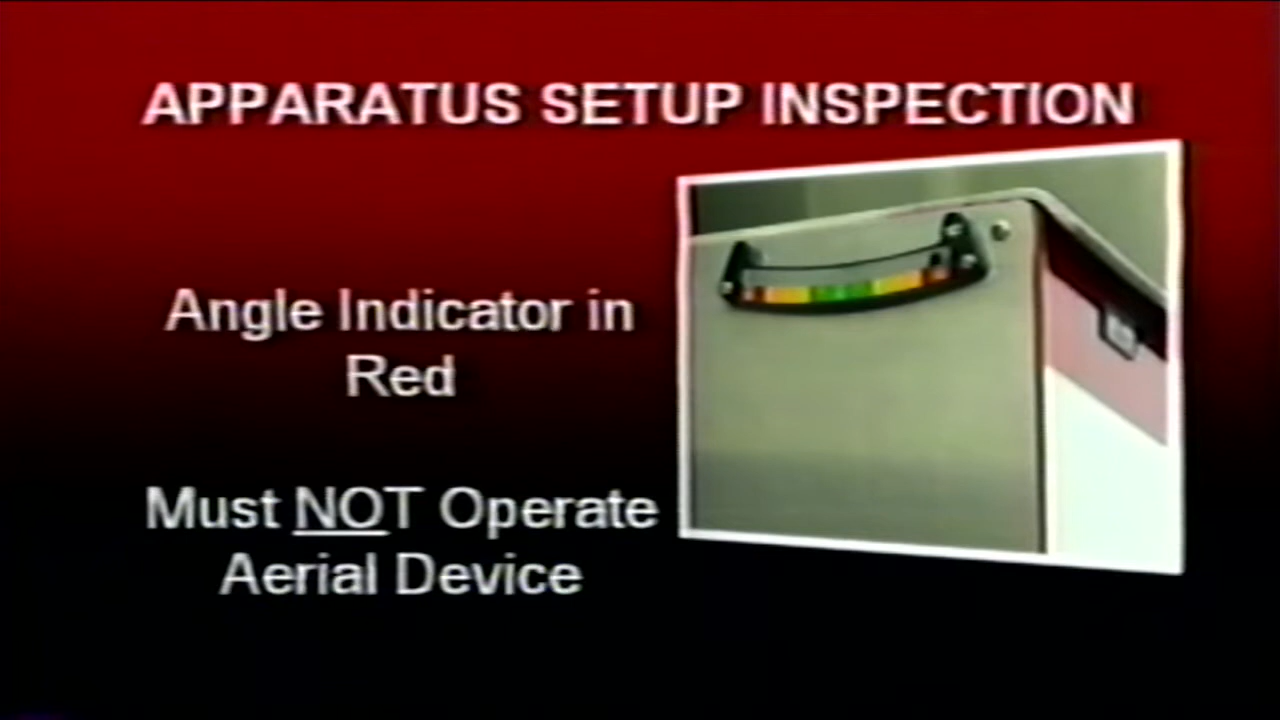 APPARATUS SETUP INSPECTION
Angle Indicator in
Red
Must NOT Operate
Aerial Device